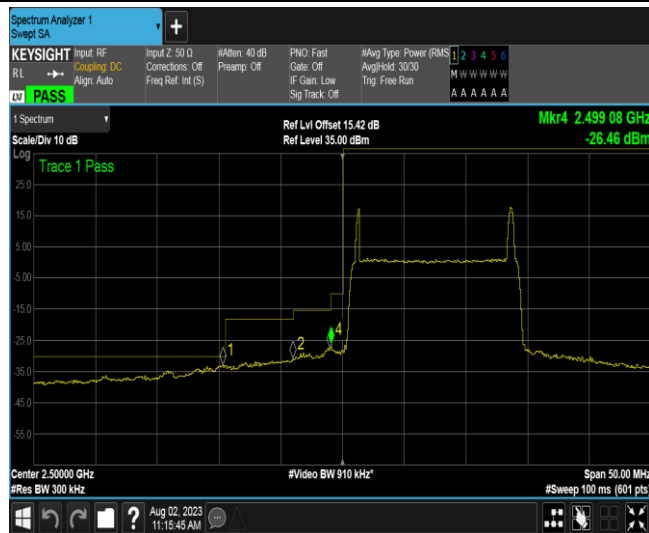 Spectrum Analyzer 1
Swept SA
KEYSIGHT
RL
Input: RF
Coupling: DC
Align: Auto
Input Z: 50 Ω
Corrections: Off
Freq Ref: Int (S)
#Atten: 40 dB
Preamp: Off
PNO: Fast
Gate: Off
IF Gain: Low
Sig Track: Off
#Avg Type: Power (RMS
Avg|Hold: 30/30
Trig: Free Run
1 2 3 4 5 6
M W W W W W
A A A A A A
LXI PASS
1 Spectrum
Scale/Div 10 dB
Ref Lvl Offset 15.42 dB
Ref Level 35.00 dBm
Mkr4 2.499 08 GHz
-26.46 dBm
Log
Trace 1 Pass
25.0
15.0
5.00
-5.00
-15.0
-25.0
-35.0
-45.0
-55.0
1
2
4
Center 2.50000 GHz
#Res BW 300 kHz
#Video BW 910 kHz*
Span 50.00 MHz
#Sweep 100 ms (601 pts)
?
Aug 02, 2023
11:15:45 AM